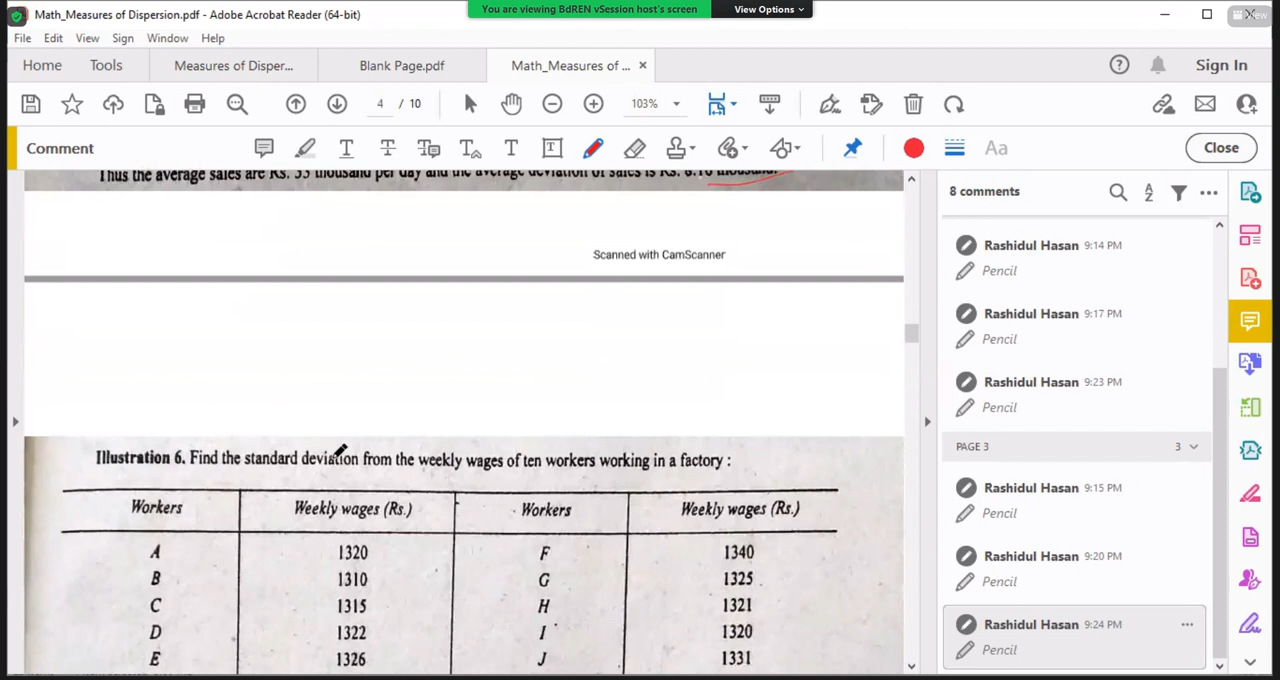 Math_Measures of Dispersion.pdf - Adobe Acrobat Reader (64-bit)
You are viewing BdREN vSession host's screen
View Options
View
File Edit View Sign Window Help
Home Tools Measures of Disper... Blank Page.pdf Math_Measures of ... × Sign In
4 / 10 103%
Comment Aa Close
Thus the average sales are Rs. 55 thousand per day and the average deviation of sales is Rs. 8.16 thousand.
Scanned with CamScanner
Illustration 6. Find the standard deviation from the weekly wages of ten workers working in a factory :
Workers Weekly wages (Rs.) Workers Weekly wages (Rs.)
A 1320 F 1340
B 1310 G 1325
C 1315 H 1321
D 1322 I 1320
E 1326 J 1331
8 comments
Rashidul Hasan 9:14 PM
Pencil
Rashidul Hasan 9:17 PM
Pencil
Rashidul Hasan 9:23 PM
Pencil
PAGE 3 3
Rashidul Hasan 9:15 PM
Pencil
Rashidul Hasan 9:20 PM
Pencil
Rashidul Hasan 9:24 PM
Pencil